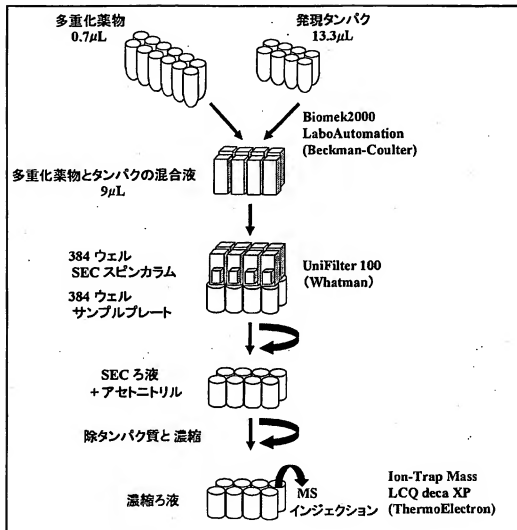 多重化薬物
0.7μL
発現タンパク
13.3μL
Biomek2000
LaboAutomation
(Beckman-Coulter)
多重化薬物とタンパクの混合液
9μL
384 ウェル
SEC スピンカラム
384 ウェル
サンプルプレート
UniFilter 100
(Whatman)
SEC ろ液
+アセトニトリル
除タンパク質と 濃縮
濃縮ろ液
MS
インジェクション
Ion-Trap Mass
LCQ deca XP
(ThermoElectron)